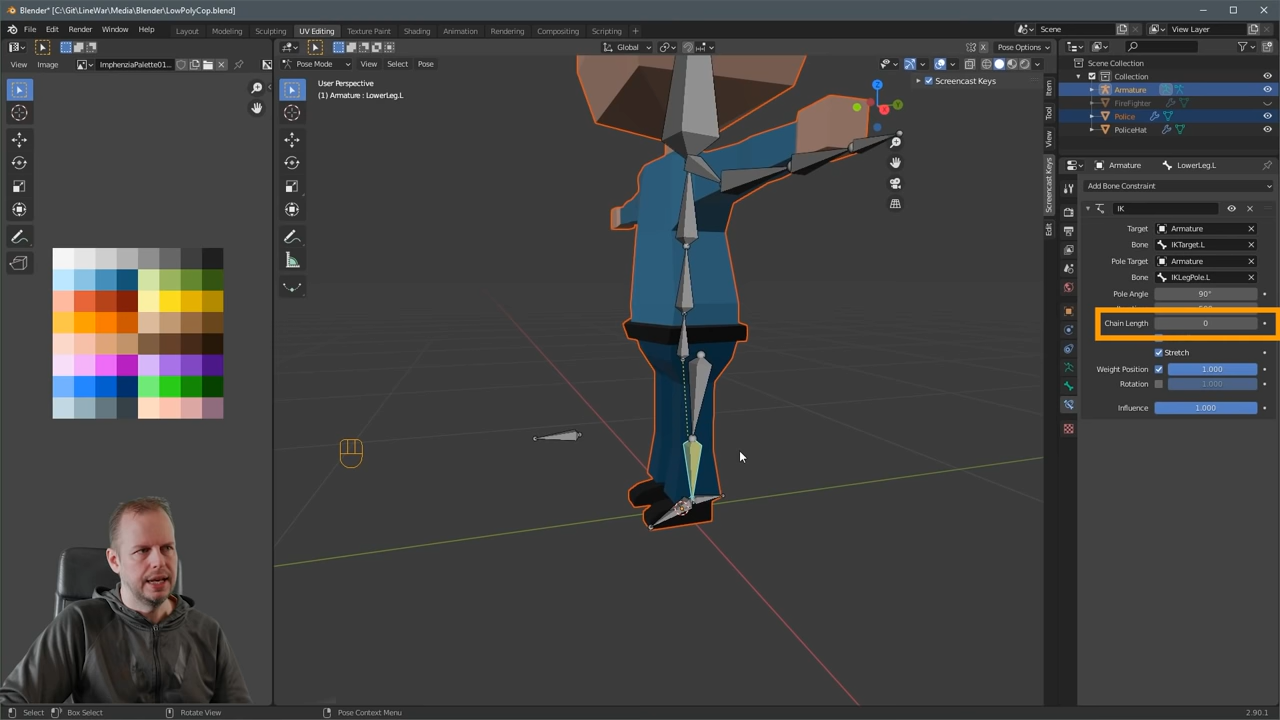 Blender* [C:\Git\LineWar\Media\Blender\LowPolyCop.blend]
File Edit Render Window Help Layout Modeling Sculpting UV Editing Texture Paint Shading Animation Rendering Compositing Scripting Scene View Layer
Global Pose Options
View Image ImphenziaPalette01... Pose Mode View Select Pose
Scene Collection
Collection
Armature
FireFighter
Police
PoliceHat
User Perspective
(1) Armature : LowerLeg.L
Screencast Keys
Item
Tool
View
Screencast Keys
Edit
Z
Armature LowerLeg.L
Add Bone Constraint
IK
Target Armature
Bone IKTarget.L
Pole Target Armature
Bone IKLegPole.L
Pole Angle 90°
Chain Length 0
Stretch
Weight Position 1.000
Rotation 1.000
Influence 1.000
Select Box Select Rotate View Pose Context Menu 2.90.1